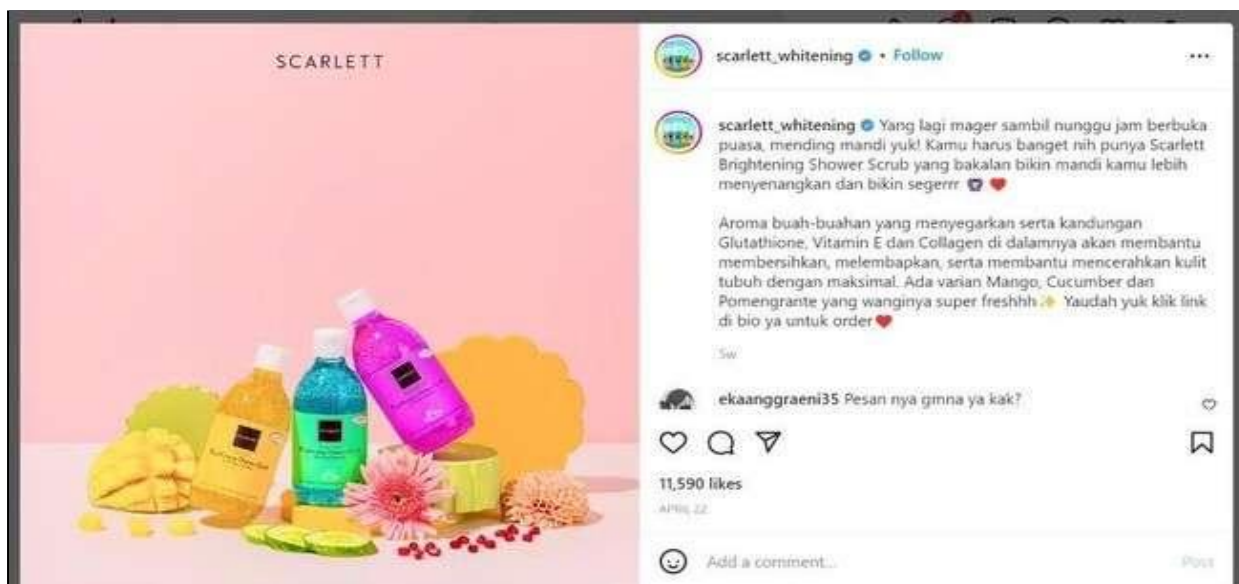 SCARLETT
scarlett_whitening • Follow
scarlett_whitening Yang lagi mager sambil nunggu jam berbuka
puasa, mending mandi yuk! Kamu harus banget nih punya Scarlett
Brightening Shower Scrub yang bakalan bikin mandi kamu lebih
menyenangkan dan bikin segerrr
Aroma buah-buahan yang menyegarkan serta kandungan
Glutathione, Vitamin E dan Collagen di dalamnya akan membantu
membersihkan, melembapkan, serta membantu mencerahkan kulit
tubuh dengan maksimal. Ada varian Mango, Cucumber dan
Pomengrante yang wanginya super freshhh✨ Yaudah yuk klik link
di bio ya untuk order❤
5w
ekaanggraeni35 Pesan nya gmna ya kak?
11,590 likes
APRIL 22
Add a comment...
Post